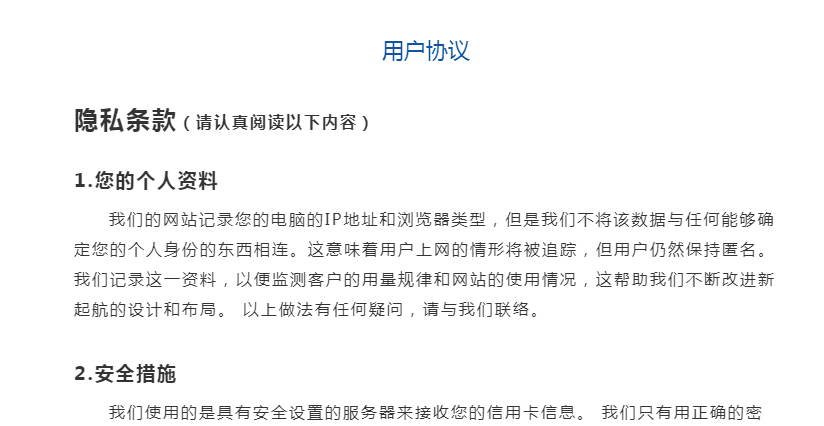 用户协议
隐私条款（请认真阅读以下内容）
1.您的个人资料
我们的网站记录您的电脑的IP地址和浏览器类型，但是我们不将该数据与任何能够确
定您的个人身份的东西相连。这意味着用户上网的情形将被追踪，但用户仍然保持匿名。
我们记录这一资料，以便监测客户的用量规律和网站的使用情况，这帮助我们不断改进新
起航的设计和布局。 以上做法有任何疑问，请与我们联络。
2.安全措施
我们使用的是具有安全设置的服务器来接收您的信用卡信息。 我们只有用正确的密